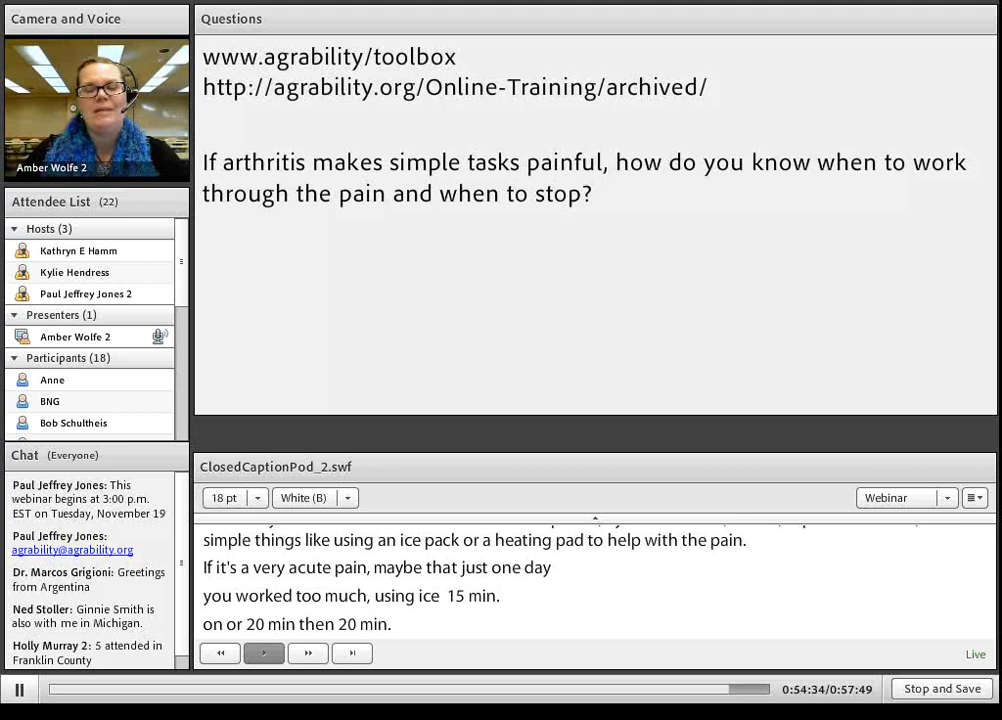 Camera and Voice
Amber Wolfe 2
Attendee List (22)
Hosts (3)
Kathryn E Hamm
Kylie Hendress
Paul Jeffrey Jones 2
Presenters (1)
Amber Wolfe 2
Participants (18)
Anne
BNG
Bob Schultheis
Chat (Everyone)
Paul Jeffrey Jones: This
webinar begins at 3:00 p.m.
EST on Tuesday, November 19
Paul Jeffrey Jones:
agrability@agrability.org
Dr. Marcos Grigioni: Greetings
from Argentina
Ned Stoller: Ginnie Smith is
also with me in Michigan.
Holly Murray 2: 5 attended in
Franklin County
Questions
www.agrability/toolbox
http://agrability.org/Online-Training/archived/
If arthritis makes simple tasks painful, how do you know when to work
through the pain and when to stop?
ClosedCaptionPod_2.swf
18 pt White (B) Webinar
simple things like using an ice pack or a heating pad to help with the pain.
If it's a very acute pain, maybe that just one day
you worked too much, using ice 15 min.
on or 20 min then 20 min.
Live
0:54:34/0:57:49 Stop and Save